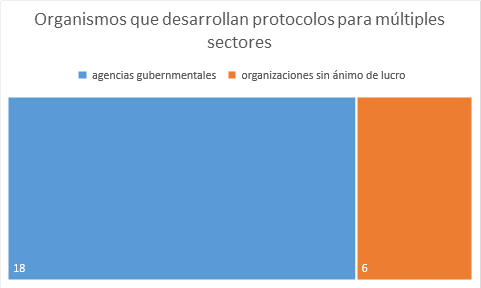 Organismos que desarrollan protocolos para múltiples
sectores
agencias gubernmentales organizaciones sin ánimo de lucro
18 6